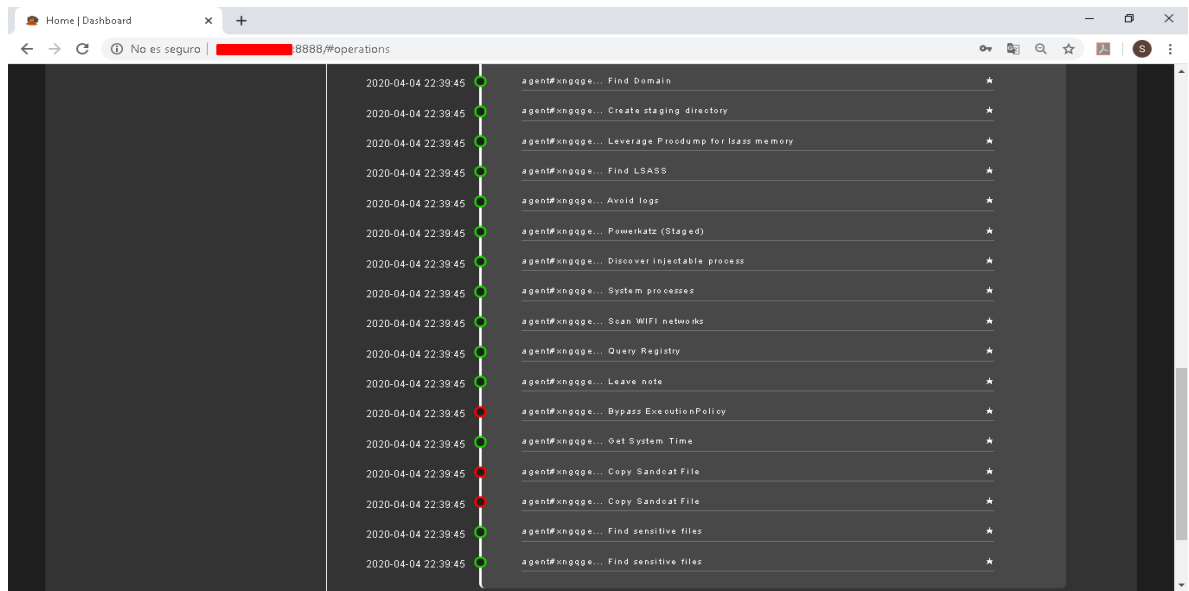 Home | Dashboard
No es seguro | :8888/#operations
S
2020-04-04 22:39:45 agent#xngqge... Find Domain
2020-04-04 22:39:45 agent#xngqge... Create staging directory
2020-04-04 22:39:45 agent#xngqge... Leverage Procdump for lsass memory
2020-04-04 22:39:45 agent#xngqge... Find LSASS
2020-04-04 22:39:45 agent#xngqge... Avoid logs
2020-04-04 22:39:45 agent#xngqge... Powerkatz (Staged)
2020-04-04 22:39:45 agent#xngqge... Discover injectable process
2020-04-04 22:39:45 agent#xngqge... System processes
2020-04-04 22:39:45 agent#xngqge... Scan WIFI networks
2020-04-04 22:39:45 agent#xngqge... Query Registry
2020-04-04 22:39:45 agent#xngqge... Leave note
2020-04-04 22:39:45 agent#xngqge... Bypass ExecutionPolicy
2020-04-04 22:39:45 agent#xngqge... Get System Time
2020-04-04 22:39:45 agent#xngqge... Copy Sandcat File
2020-04-04 22:39:45 agent#xngqge... Copy Sandcat File
2020-04-04 22:39:45 agent#xngqge... Find sensitive files
2020-04-04 22:39:45 agent#xngqge... Find sensitive files